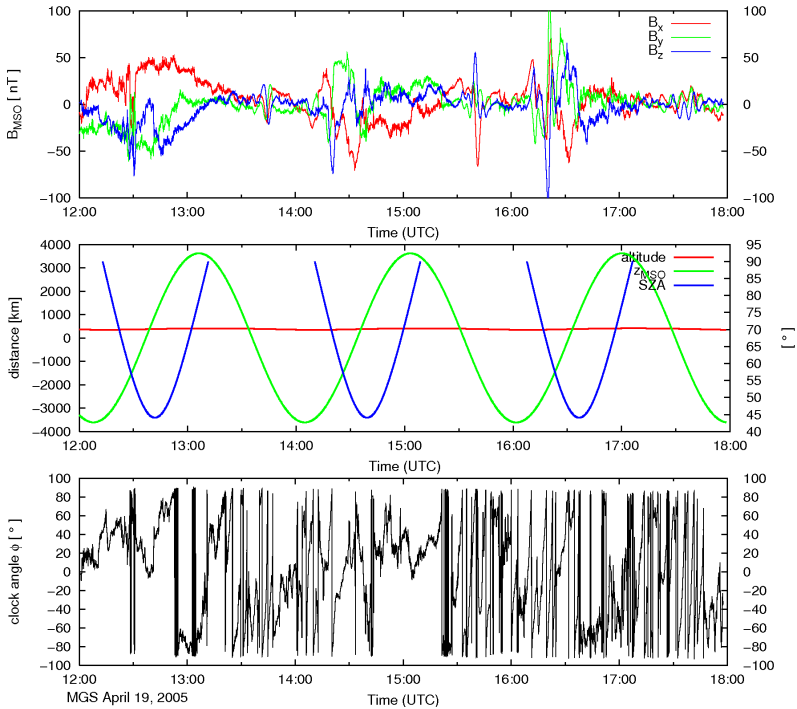 100 100
50 50
0 0
−50 −50
−100 −100
B_MSO [ nT ]
B_x
B_y
B_z
12:00 13:00 14:00 15:00 16:00 17:00 18:00
Time (UTC)
4000 95
3000 90
2000 85
1000 80
0 75
−1000 70
−2000 65
−3000 60
−4000 55
50
45
40
distance [km]
[ ° ]
altitude
z_MSO
SZA
12:00 13:00 14:00 15:00 16:00 17:00 18:00
Time (UTC)
100 100
80 80
60 60
40 40
20 20
0 0
−20 −20
−40 −40
−60 −60
−80 −80
−100 −100
clock angle ϕ [ ° ]
12:00 13:00 14:00 15:00 16:00 17:00 18:00
Time (UTC)
MGS April 19, 2005